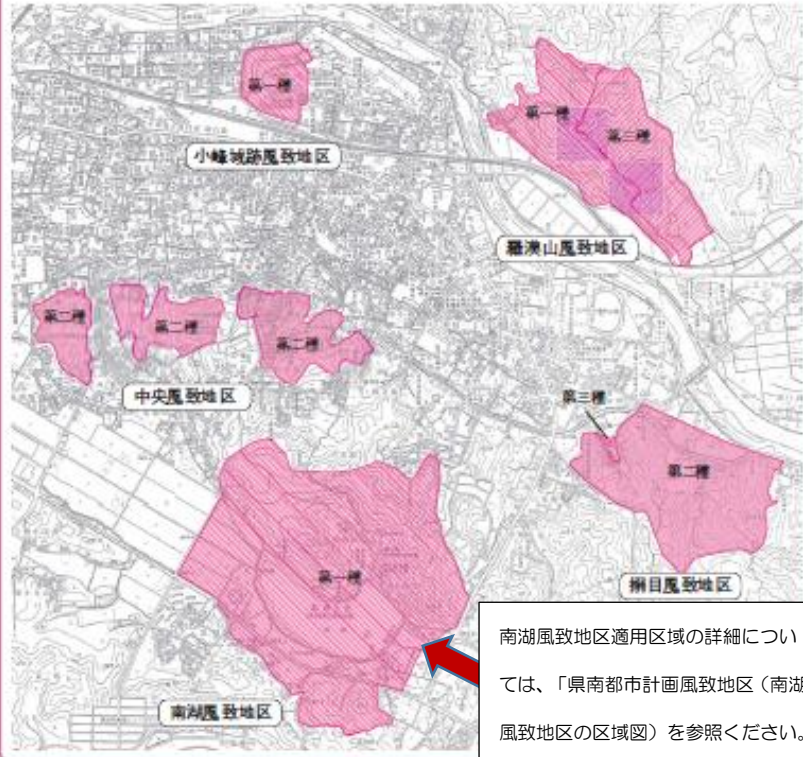 第一種
小峰城跡風致地区
第一種
第三種
羅漢山風致地区
第二種
第二種
第二種
中央風致地区
第三種
第二種
搦目風致地区
第一種
南湖風致地区
南湖風致地区適用区域の詳細につい
ては、「県南都市計画風致地区（南湖
風致地区の区域図）を参照ください。